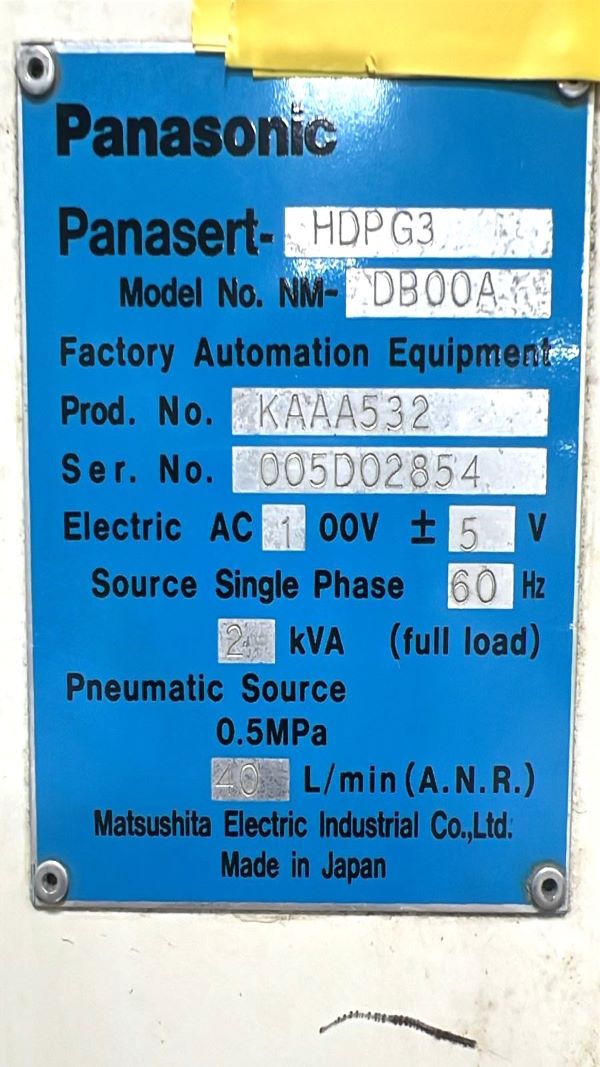 Panasonic
Panasert- HDPG3
Model No. NM- DB00A
Factory Automation Equipment
Prod. No. KAAA532
Ser. No. 005D02854
Electric AC 100V ± 5 V
Source Single Phase 60 Hz
2 kVA (full load)
Pneumatic Source
0.5MPa
40 L/min(A.N.R.)
Matsushita Electric Industrial Co.,Ltd.
Made in Japan